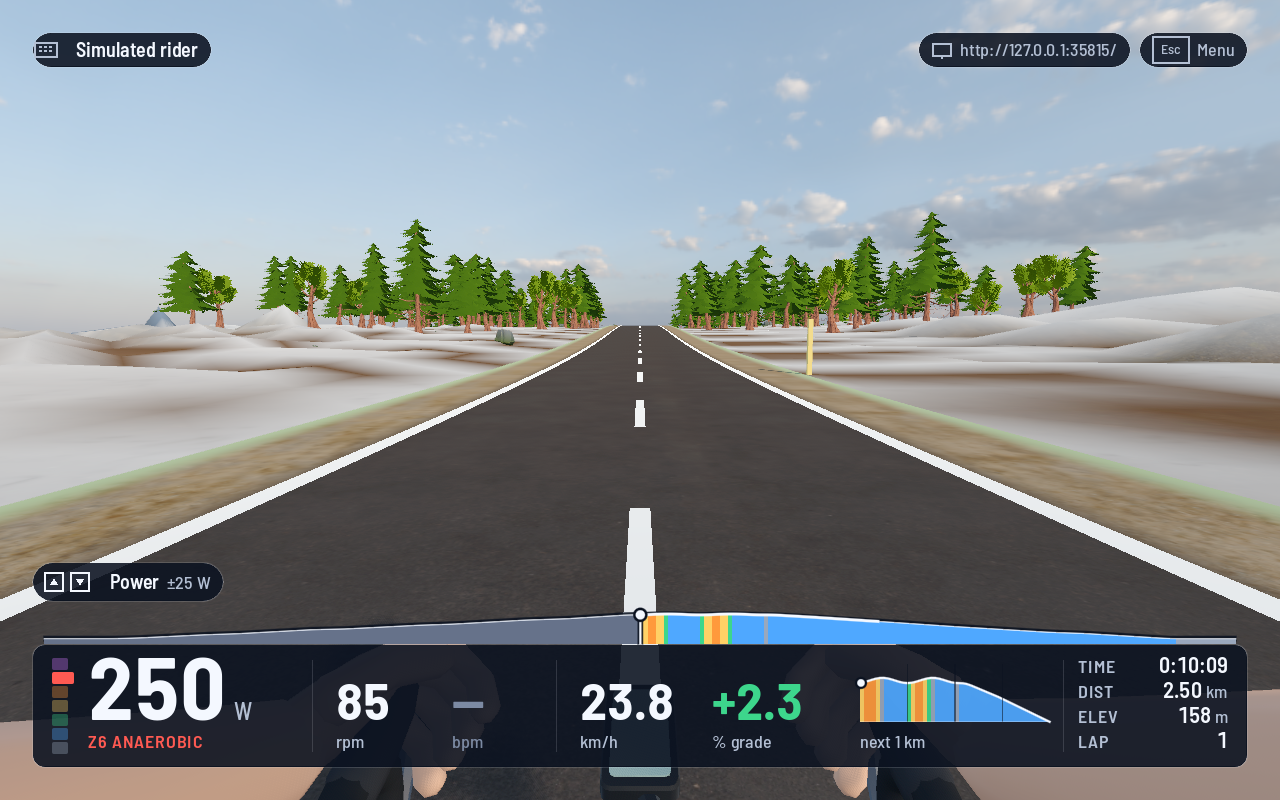 Simulated rider
http://127.0.0.1:35815/
Esc Menu
Power ±25 W
250 W
Z6 ANAEROBIC
85
rpm
—
bpm
23.8
km/h
+2.3
% grade
next 1 km
TIME 0:10:09
DIST 2.50 km
ELEV 158 m
LAP 1